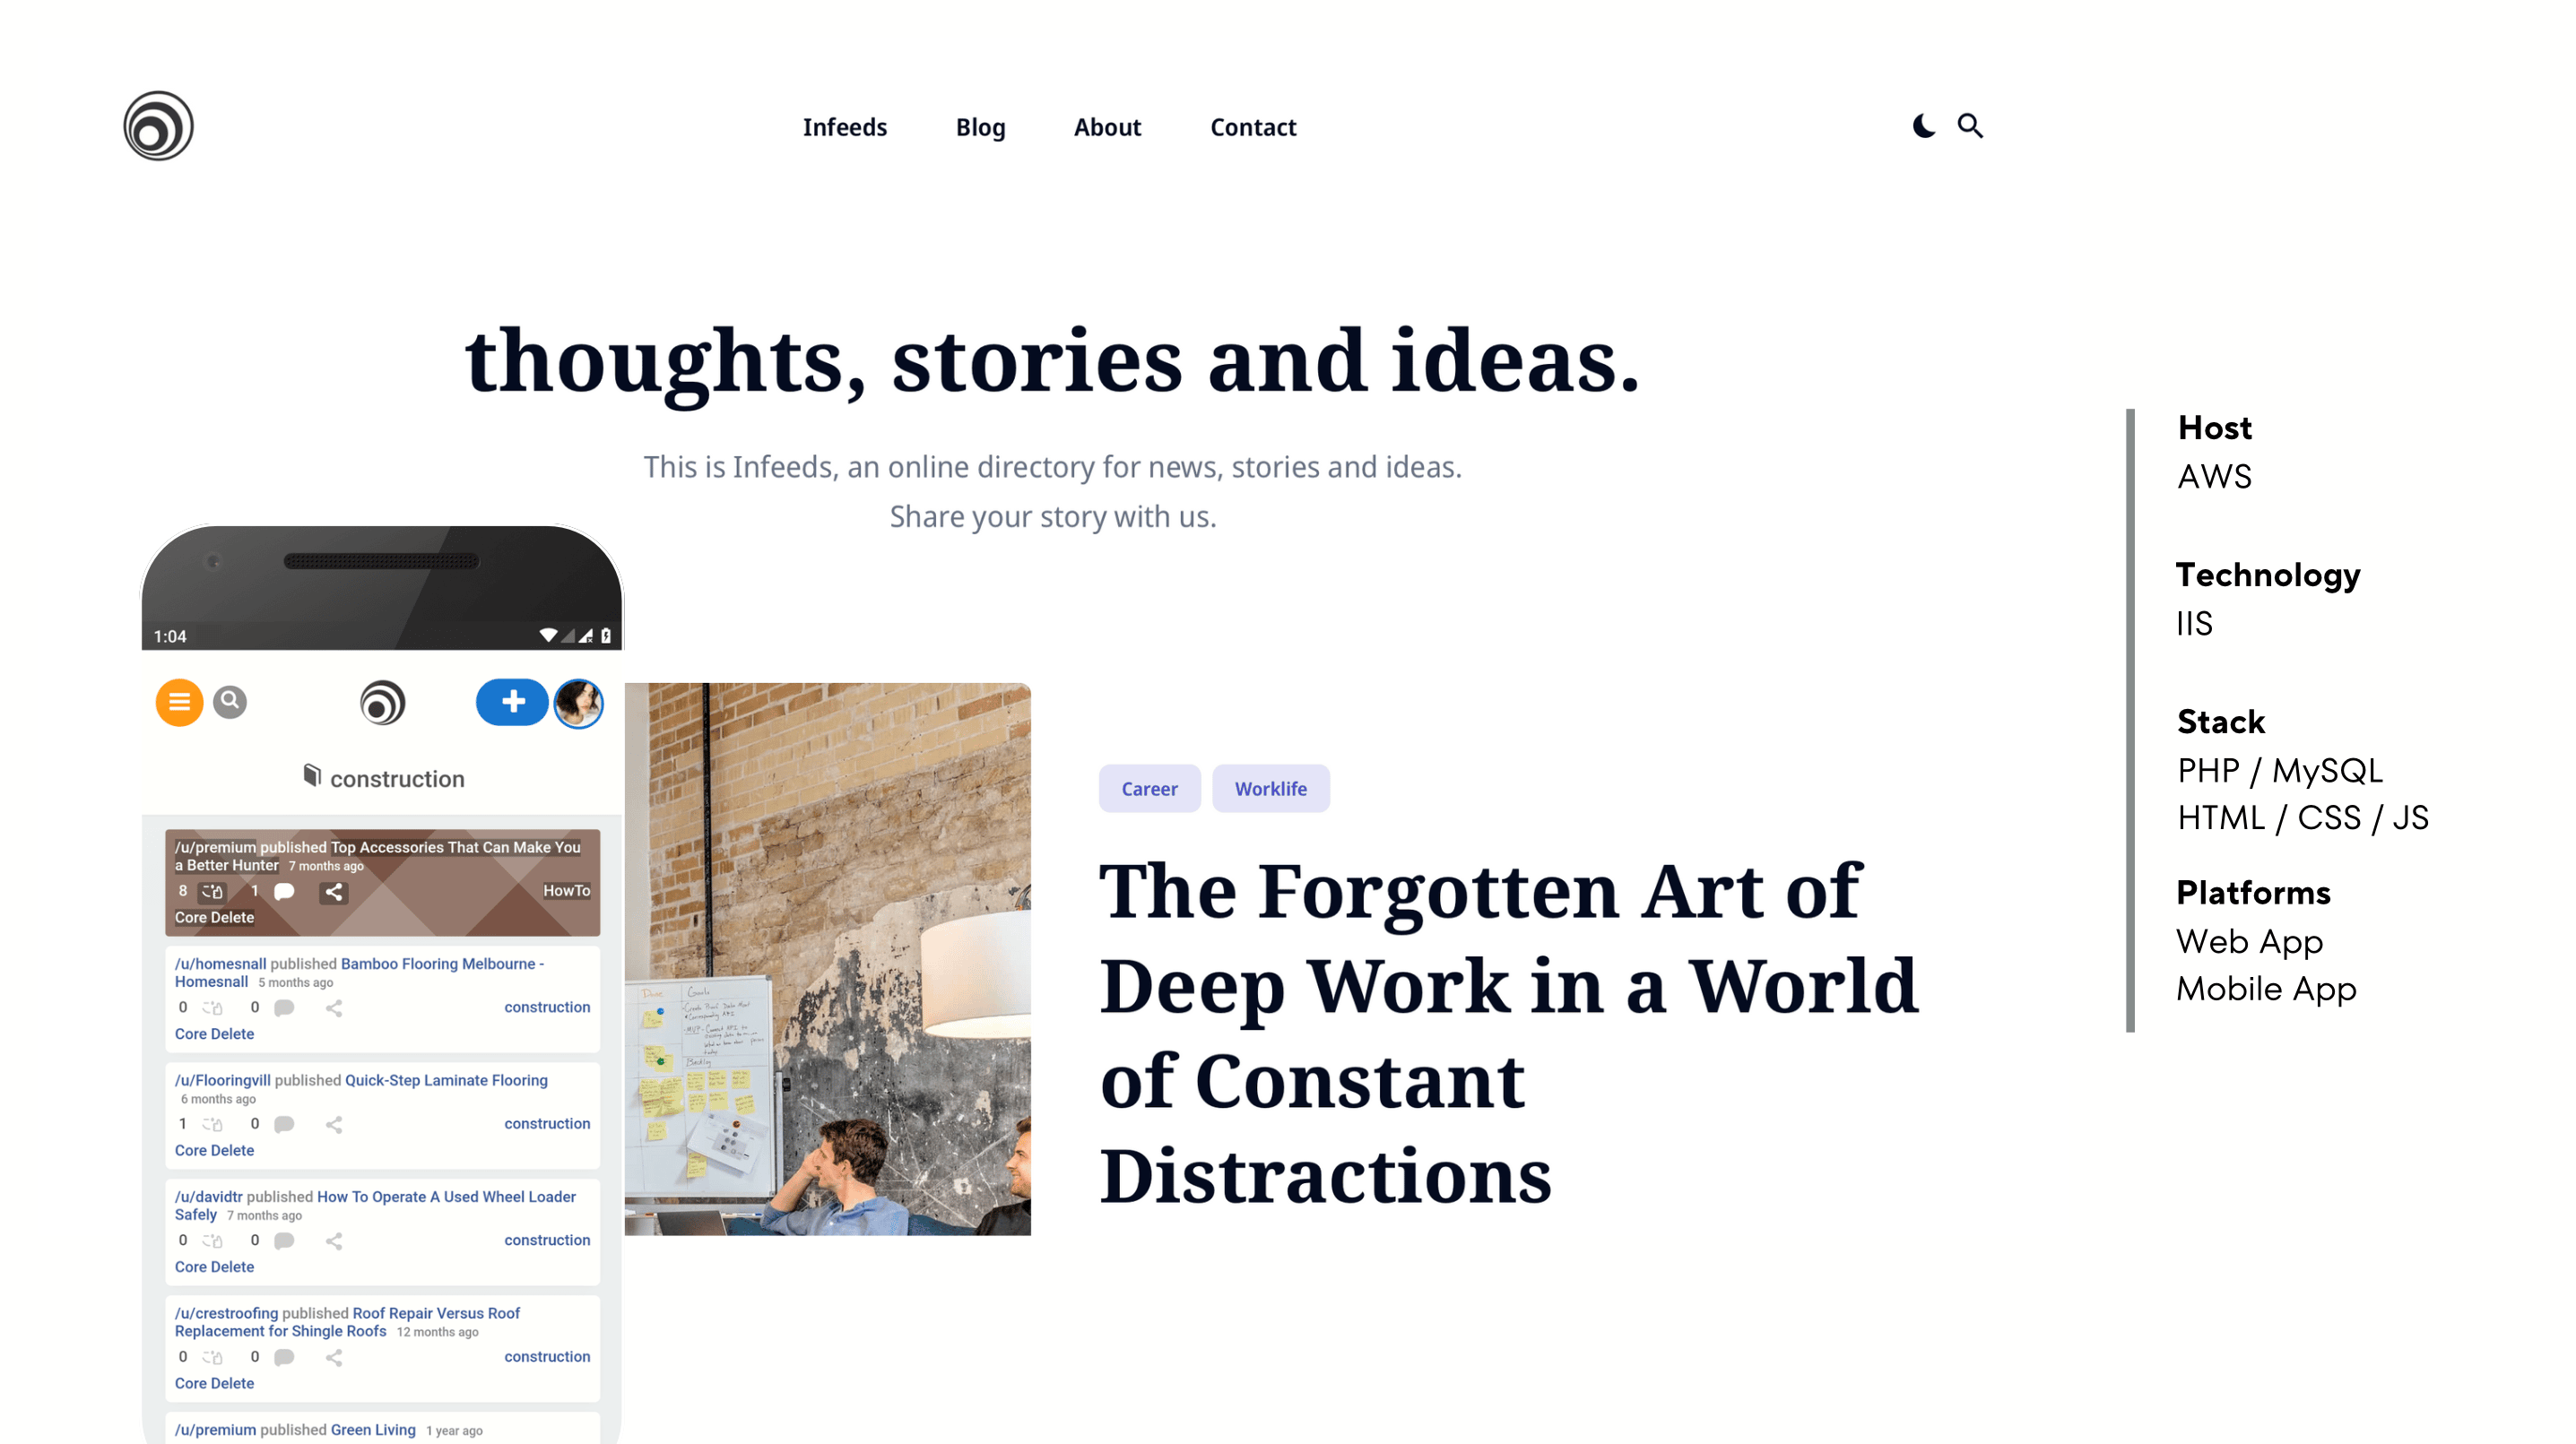 Infeeds Blog About Contact
thoughts, stories and ideas.
This is Infeeds, an online directory for news, stories and ideas.
Share your story with us.
1:04
construction
/u/premium published Top Accessories That Can Make You
a Better Hunter 7 months ago
8 1 HowTo
Core Delete
/u/homesnall published Bamboo Flooring Melbourne -
Homesnall 5 months ago
0 0 construction
Core Delete
/u/Flooringvill published Quick-Step Laminate Flooring
6 months ago
1 0 construction
Core Delete
/u/davidtr published How To Operate A Used Wheel Loader
Safely 7 months ago
0 0 construction
Core Delete
/u/crestroofing published Roof Repair Versus Roof
Replacement for Shingle Roofs 12 months ago
0 0 construction
Core Delete
/u/premium published Green Living 1 year ago
Done Goals
Backlog
Career Worklife
The Forgotten Art of
Deep Work in a World
of Constant
Distractions
Host
AWS
Technology
IIS
Stack
PHP / MySQL
HTML / CSS / JS
Platforms
Web App
Mobile App